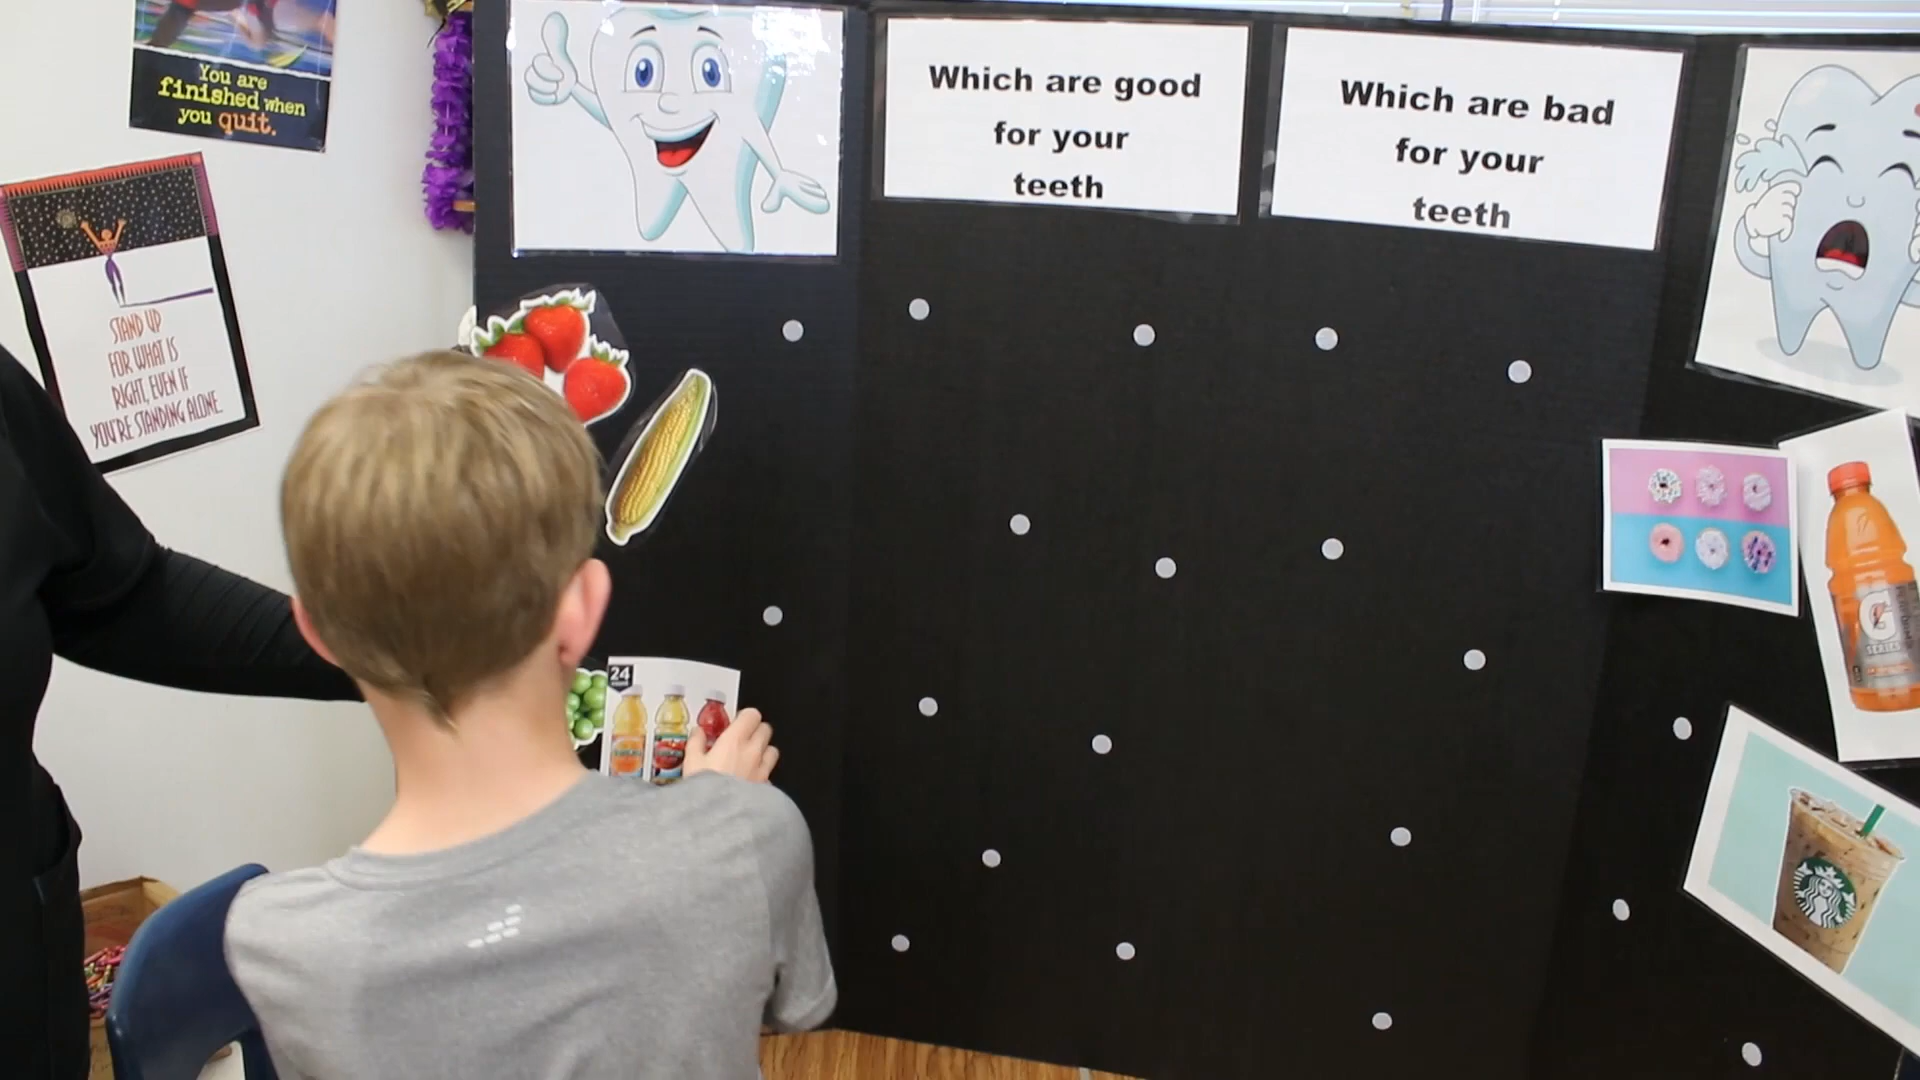 You are
finished when
you quit.
STAND UP
FOR WHAT IS
RIGHT, EVEN IF
YOU'RE STANDING ALONE.
Which are good
for your
teeth
Which are bad
for your
teeth
24
SERIES